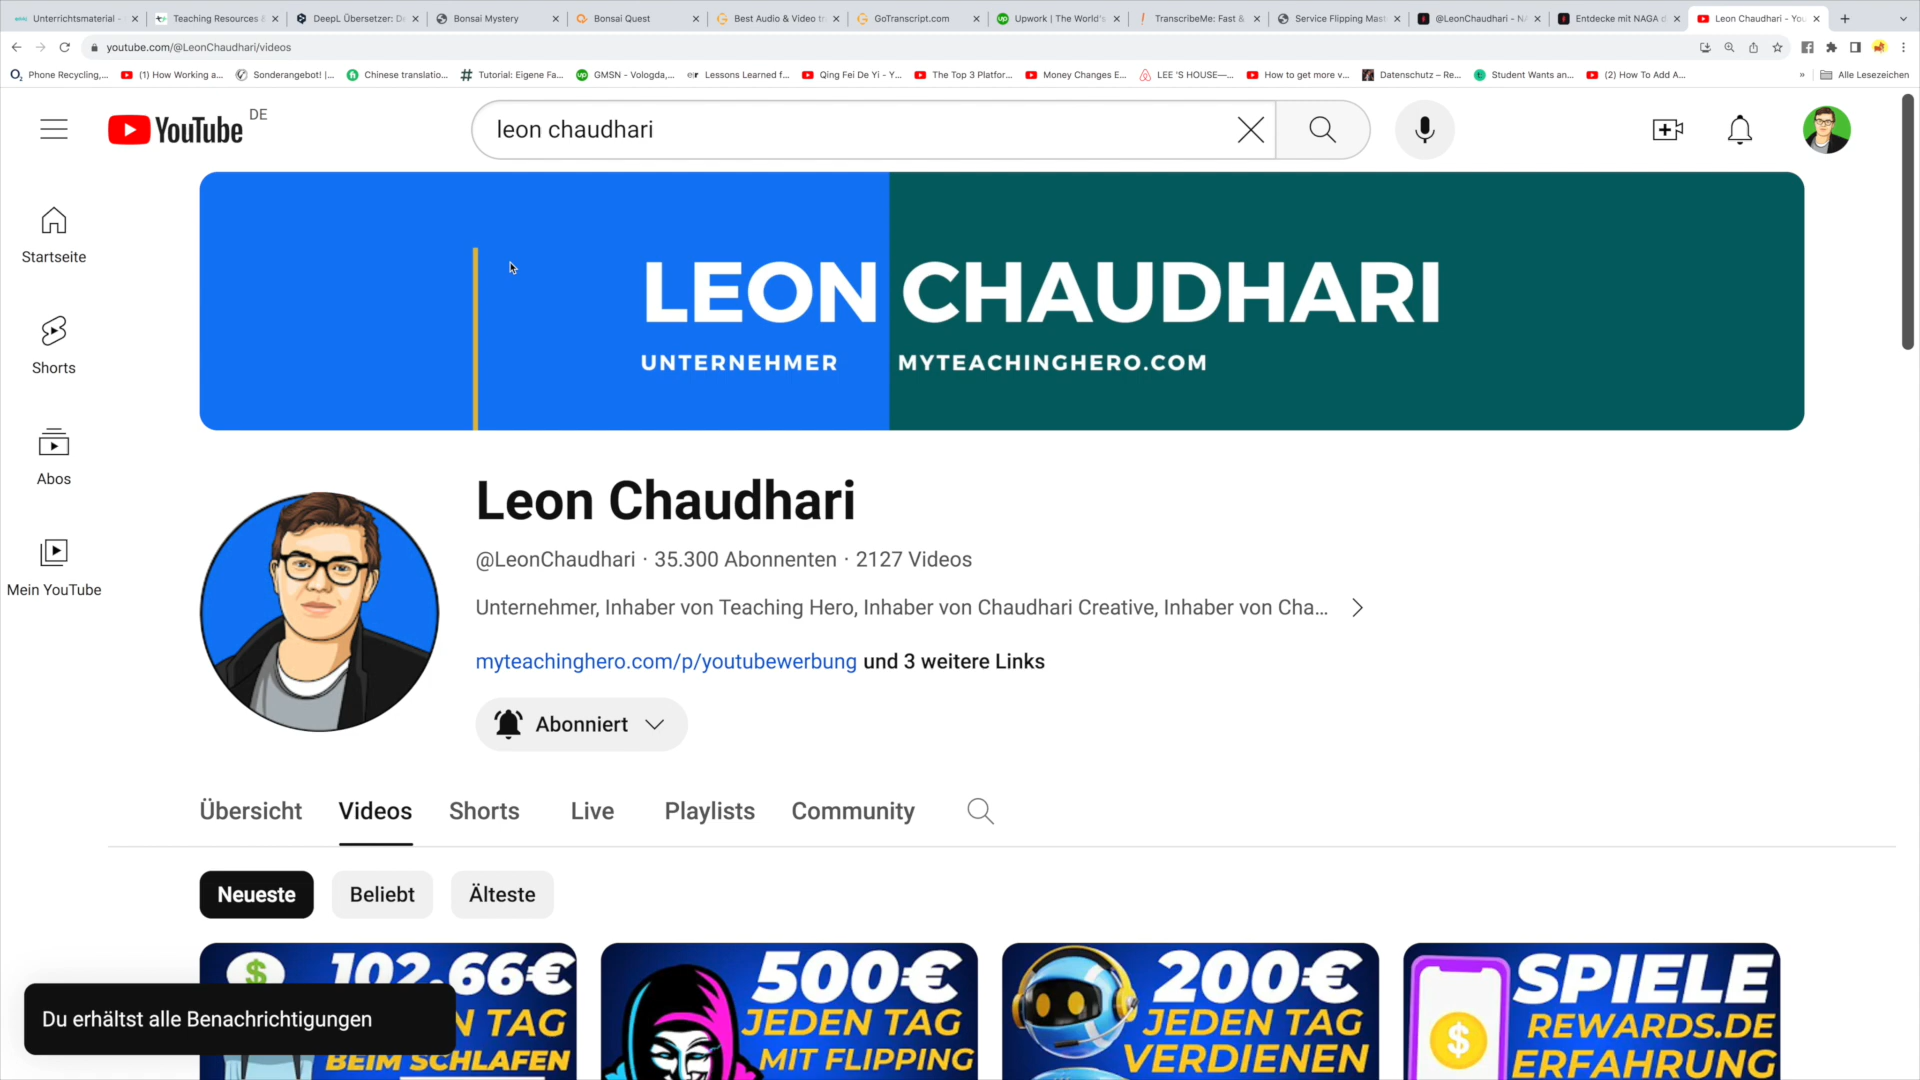 Unterrichtsmaterial -
Teaching Resources &
DeepL Übersetzer: De
Bonsai Mystery
Bonsai Quest
Best Audio & Video tr
GoTranscript.com
Upwork | The World's
TranscribeMe: Fast &
Service Flipping Mast
@LeonChaudhari - NA
Entdecke mit NAGA d
Leon Chaudhari - You
youtube.com/@LeonChaudhari/videos
Phone Recycling,...
(1) How Working a...
Sonderangebot! |...
Chinese translatio...
Tutorial: Eigene Fa...
GMSN - Vologda,...
Lessons Learned f...
Qing Fei De Yi - Y...
The Top 3 Platfor...
Money Changes E...
LEE 'S HOUSE—...
How to get more v...
Datenschutz – Re...
Student Wants an...
(2) How To Add A...
»
Alle Lesezeichen
YouTube DE
leon chaudhari
Startseite
Shorts
Abos
Mein YouTube
LEON CHAUDHARI
UNTERNEHMER MYTEACHINGHERO.COM
Leon Chaudhari
@LeonChaudhari · 35.300 Abonnenten · 2127 Videos
Unternehmer, Inhaber von Teaching Hero, Inhaber von Chaudhari Creative, Inhaber von Cha...
myteachinghero.com/p/youtubewerbung und 3 weitere Links
Abonniert
Übersicht Videos Shorts Live Playlists Community
Neueste Beliebt Älteste
102.66€
N TAG
BEIM SCHLAFEN
500€
JEDEN TAG
MIT FLIPPING
200€
JEDEN TAG
VERDIENEN
SPIELE
REWARDS.DE
ERFAHRUNG
Du erhältst alle Benachrichtigungen